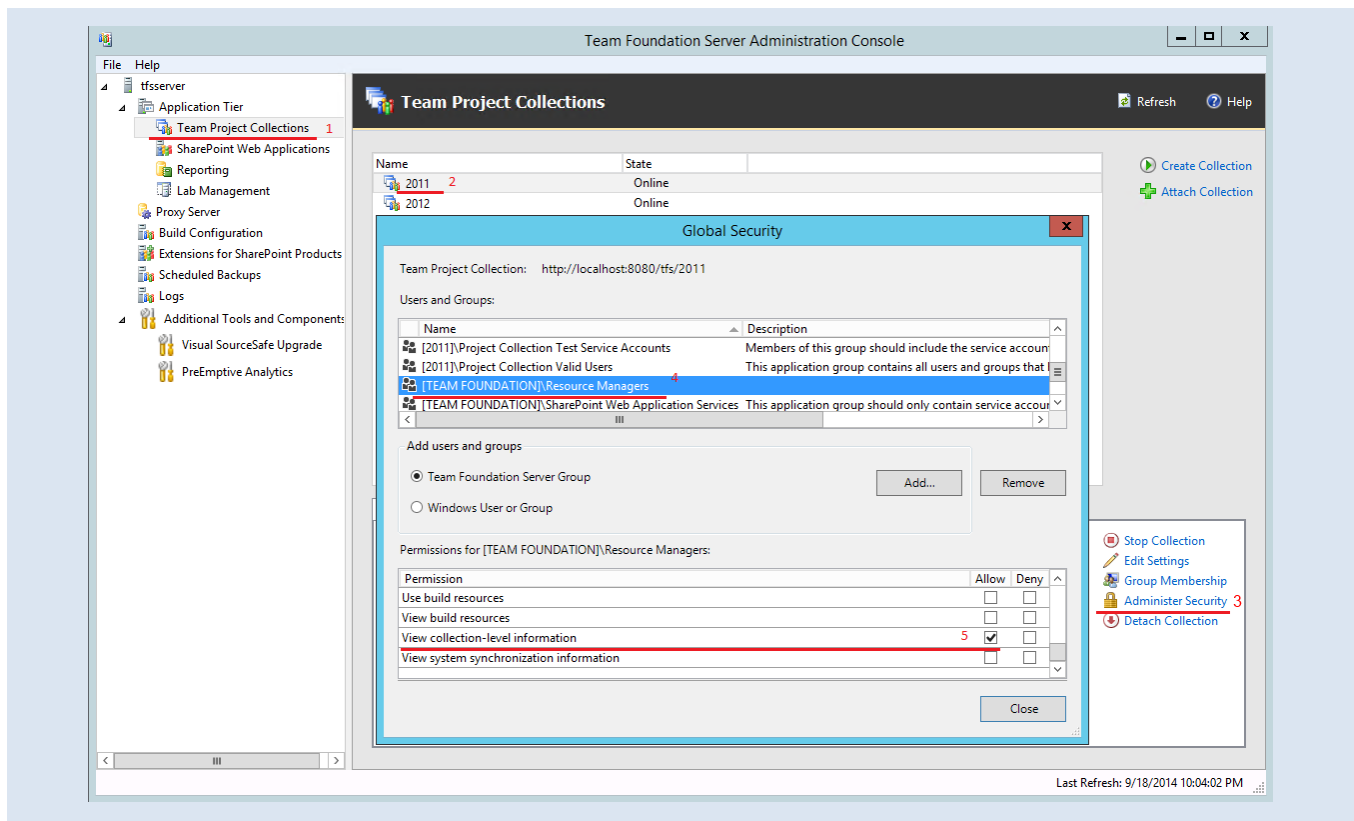 Team Foundation Server Administration Console
File Help
tfsserver
Application Tier
Team Project Collections 1
SharePoint Web Applications
Reporting
Lab Management
Proxy Server
Build Configuration
Extensions for SharePoint Products
Scheduled Backups
Logs
Additional Tools and Components
Visual SourceSafe Upgrade
PreEmptive Analytics
Team Project Collections
Refresh Help
Name State
2011 2 Online
2012 Online
Create Collection
Attach Collection
Global Security
x
Team Project Collection: http://localhost:8080/tfs/2011
Users and Groups:
Name Description
[2011]\Project Collection Test Service Accounts Members of this group should include the service account
[2011]\Project Collection Valid Users This application group contains all users and groups that
[TEAM FOUNDATION]\Resource Managers 4
[TEAM FOUNDATION]\SharePoint Web Application Services This application group should only contain service accour
Add users and groups
Team Foundation Server Group
Add... Remove
Windows User or Group
Permissions for [TEAM FOUNDATION]\Resource Managers:
Permission Allow Deny
Use build resources
View build resources
View collection-level information 5
View system synchronization information
Close
Stop Collection
Edit Settings
Group Membership
Administer Security 3
Detach Collection
Last Refresh: 9/18/2014 10:04:02 PM